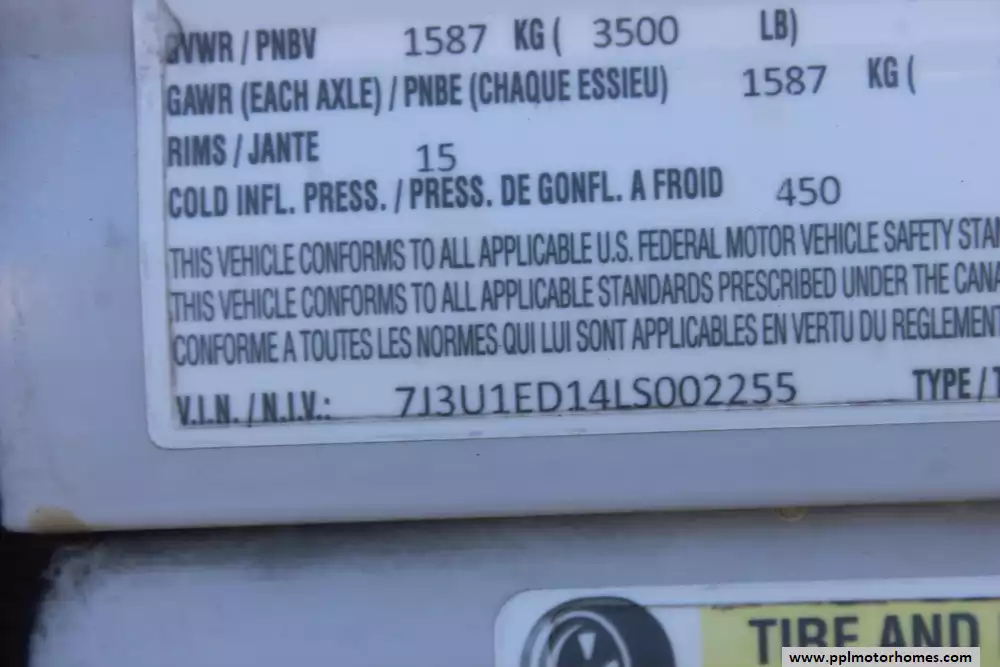 GVWR / PNBV 1587 KG ( 3500 LB)
GAWR (EACH AXLE) / PNBE (CHAQUE ESSIEU) 1587 KG (
RIMS / JANTE 15
COLD INFL. PRESS. / PRESS. DE GONFL. A FROID 450
THIS VEHICLE CONFORMS TO ALL APPLICABLE U.S. FEDERAL MOTOR VEHICLE SAFETY STAN
THIS VEHICLE CONFORMS TO ALL APPLICABLE STANDARDS PRESCRIBED UNDER THE CANA
CONFORME A TOUTES LES NORMES QUI LUI SONT APPLICABLES EN VERTU DU REGLEMENT
V.I.N. / N.I.V.: 7J3U1ED14LS002255 TYPE / T
TIRE AND
www.pplmotorhomes.com